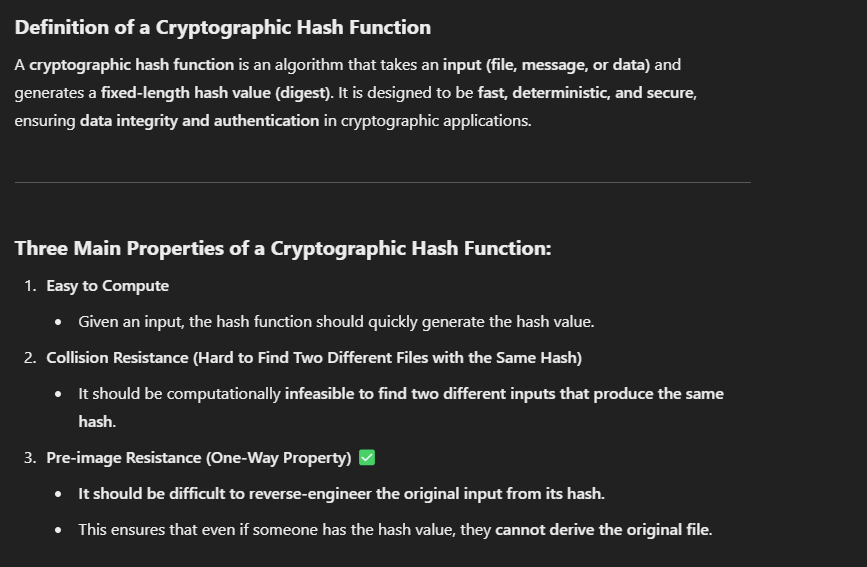 Definition of a Cryptographic Hash Function
A cryptographic hash function is an algorithm that takes an input (file, message, or data) and
generates a fixed-length hash value (digest). It is designed to be fast, deterministic, and secure,
ensuring data integrity and authentication in cryptographic applications.
Three Main Properties of a Cryptographic Hash Function:
1. Easy to Compute
• Given an input, the hash function should quickly generate the hash value.
2. Collision Resistance (Hard to Find Two Different Files with the Same Hash)
• It should be computationally infeasible to find two different inputs that produce the same
hash.
3. Pre-image Resistance (One-Way Property) ✅
• It should be difficult to reverse-engineer the original input from its hash.
• This ensures that even if someone has the hash value, they cannot derive the original file.